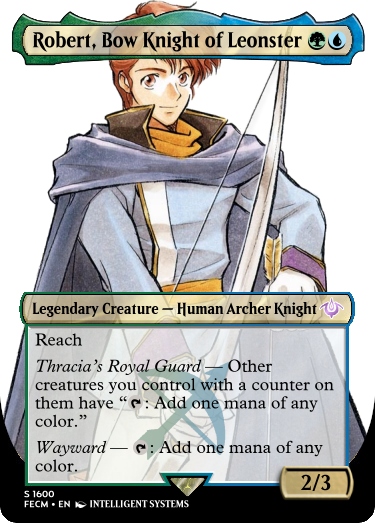 Robert, Bow Knight of Leonster
Legendary Creature — Human Archer Knight
Reach
Thracia's Royal Guard — Other
creatures you control with a counter on
them have “: Add one mana of any
color.”
Wayward — : Add one mana of any
color.
2/3
S 1600
FECM • EN INTELLIGENT SYSTEMS